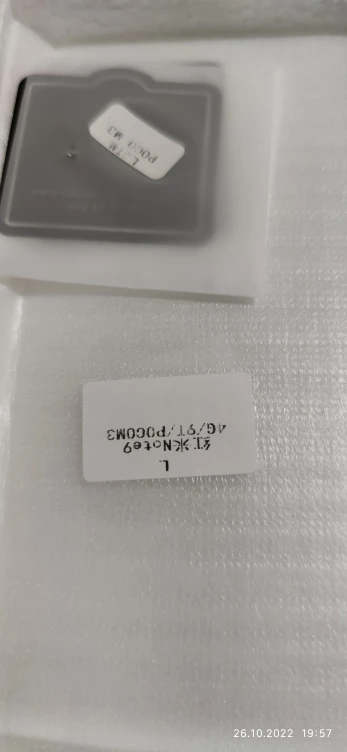 L-TM
POCO M3
L
红米Note9
4G/9T/POCOM3
26.10.2022 19:57